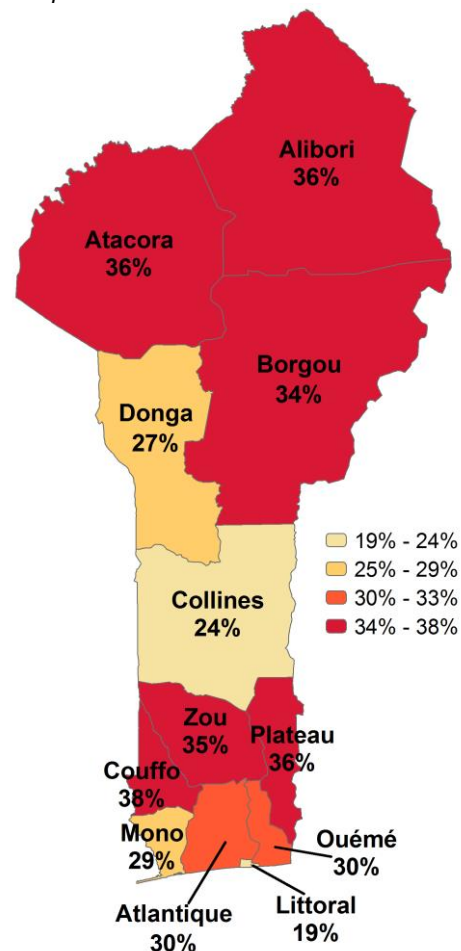 Alibori
36%
Atacora
36%
Borgou
34%
Donga
27%
19% - 24%
25% - 29%
30% - 33%
34% - 38%
Collines
24%
Zou
35%
Plateau
36%
Couffo
38%
Mono
29%
Ouémé
30%
Atlantique
30%
Littoral
19%